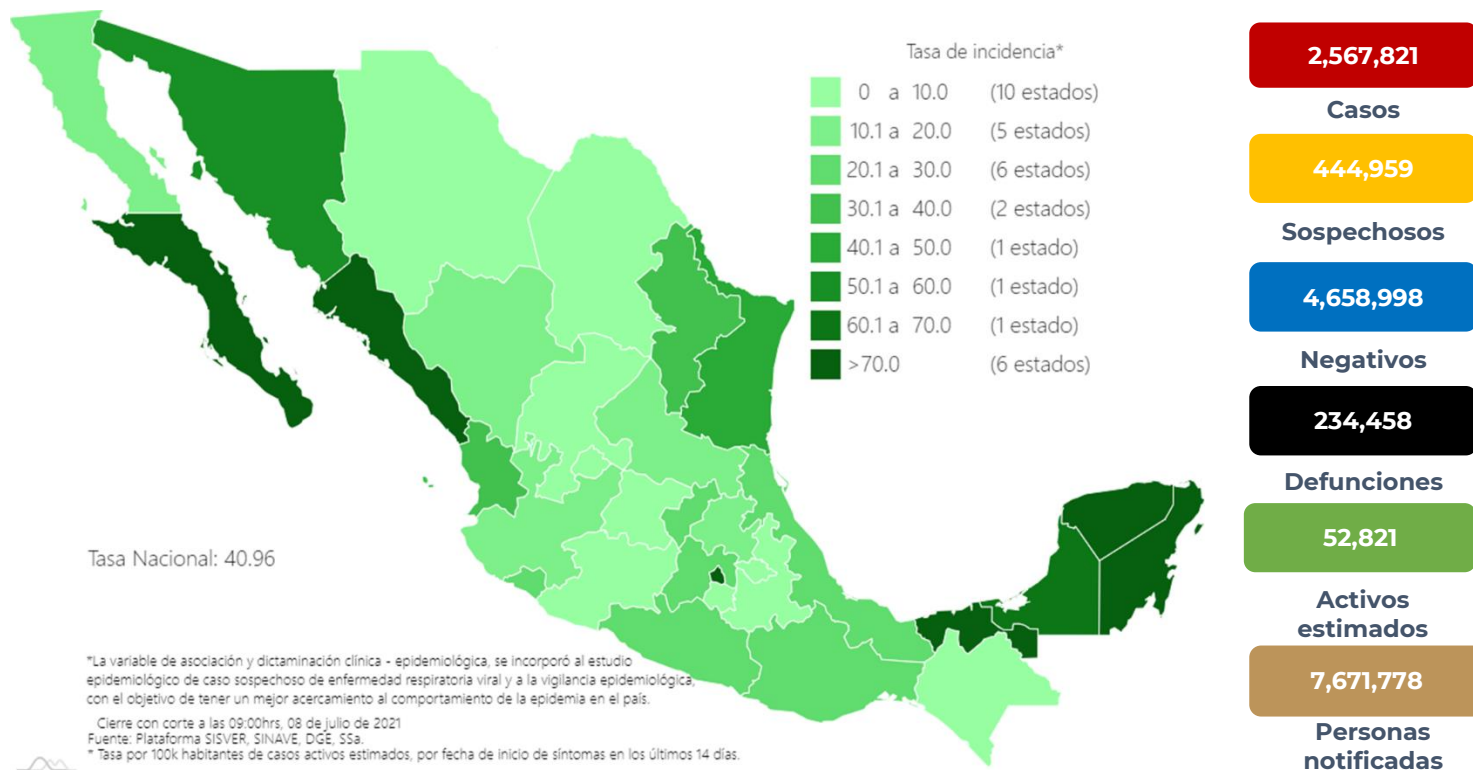 Tasa de incidencia*
0 a 10.0 (10 estados)
10.1 a 20.0 (5 estados)
20.1 a 30.0 (6 estados)
30.1 a 40.0 (2 estados)
40.1 a 50.0 (1 estado)
50.1 a 60.0 (1 estado)
60.1 a 70.0 (1 estado)
>70.0 (6 estados)
Tasa Nacional: 40.96
*La variable de asociación y dictaminación clínica - epidemiológica, se incorporó al estudio
epidemiológico de caso sospechoso de enfermedad respiratoria viral y a la vigilancia epidemiológica,
con el objetivo de tener un mejor acercamiento al comportamiento de la epidemia en el país.
Cierre con corte a las 09:00hrs, 08 de julio de 2021
Fuente: Plataforma SISVER, SINAVE, DGE, SSa.
* Tasa por 100k habitantes de casos activos estimados, por fecha de inicio de síntomas en los últimos 14 días.
2,567,821
Casos
444,959
Sospechosos
4,658,998
Negativos
234,458
Defunciones
52,821
Activos
estimados
7,671,778
Personas
notificadas